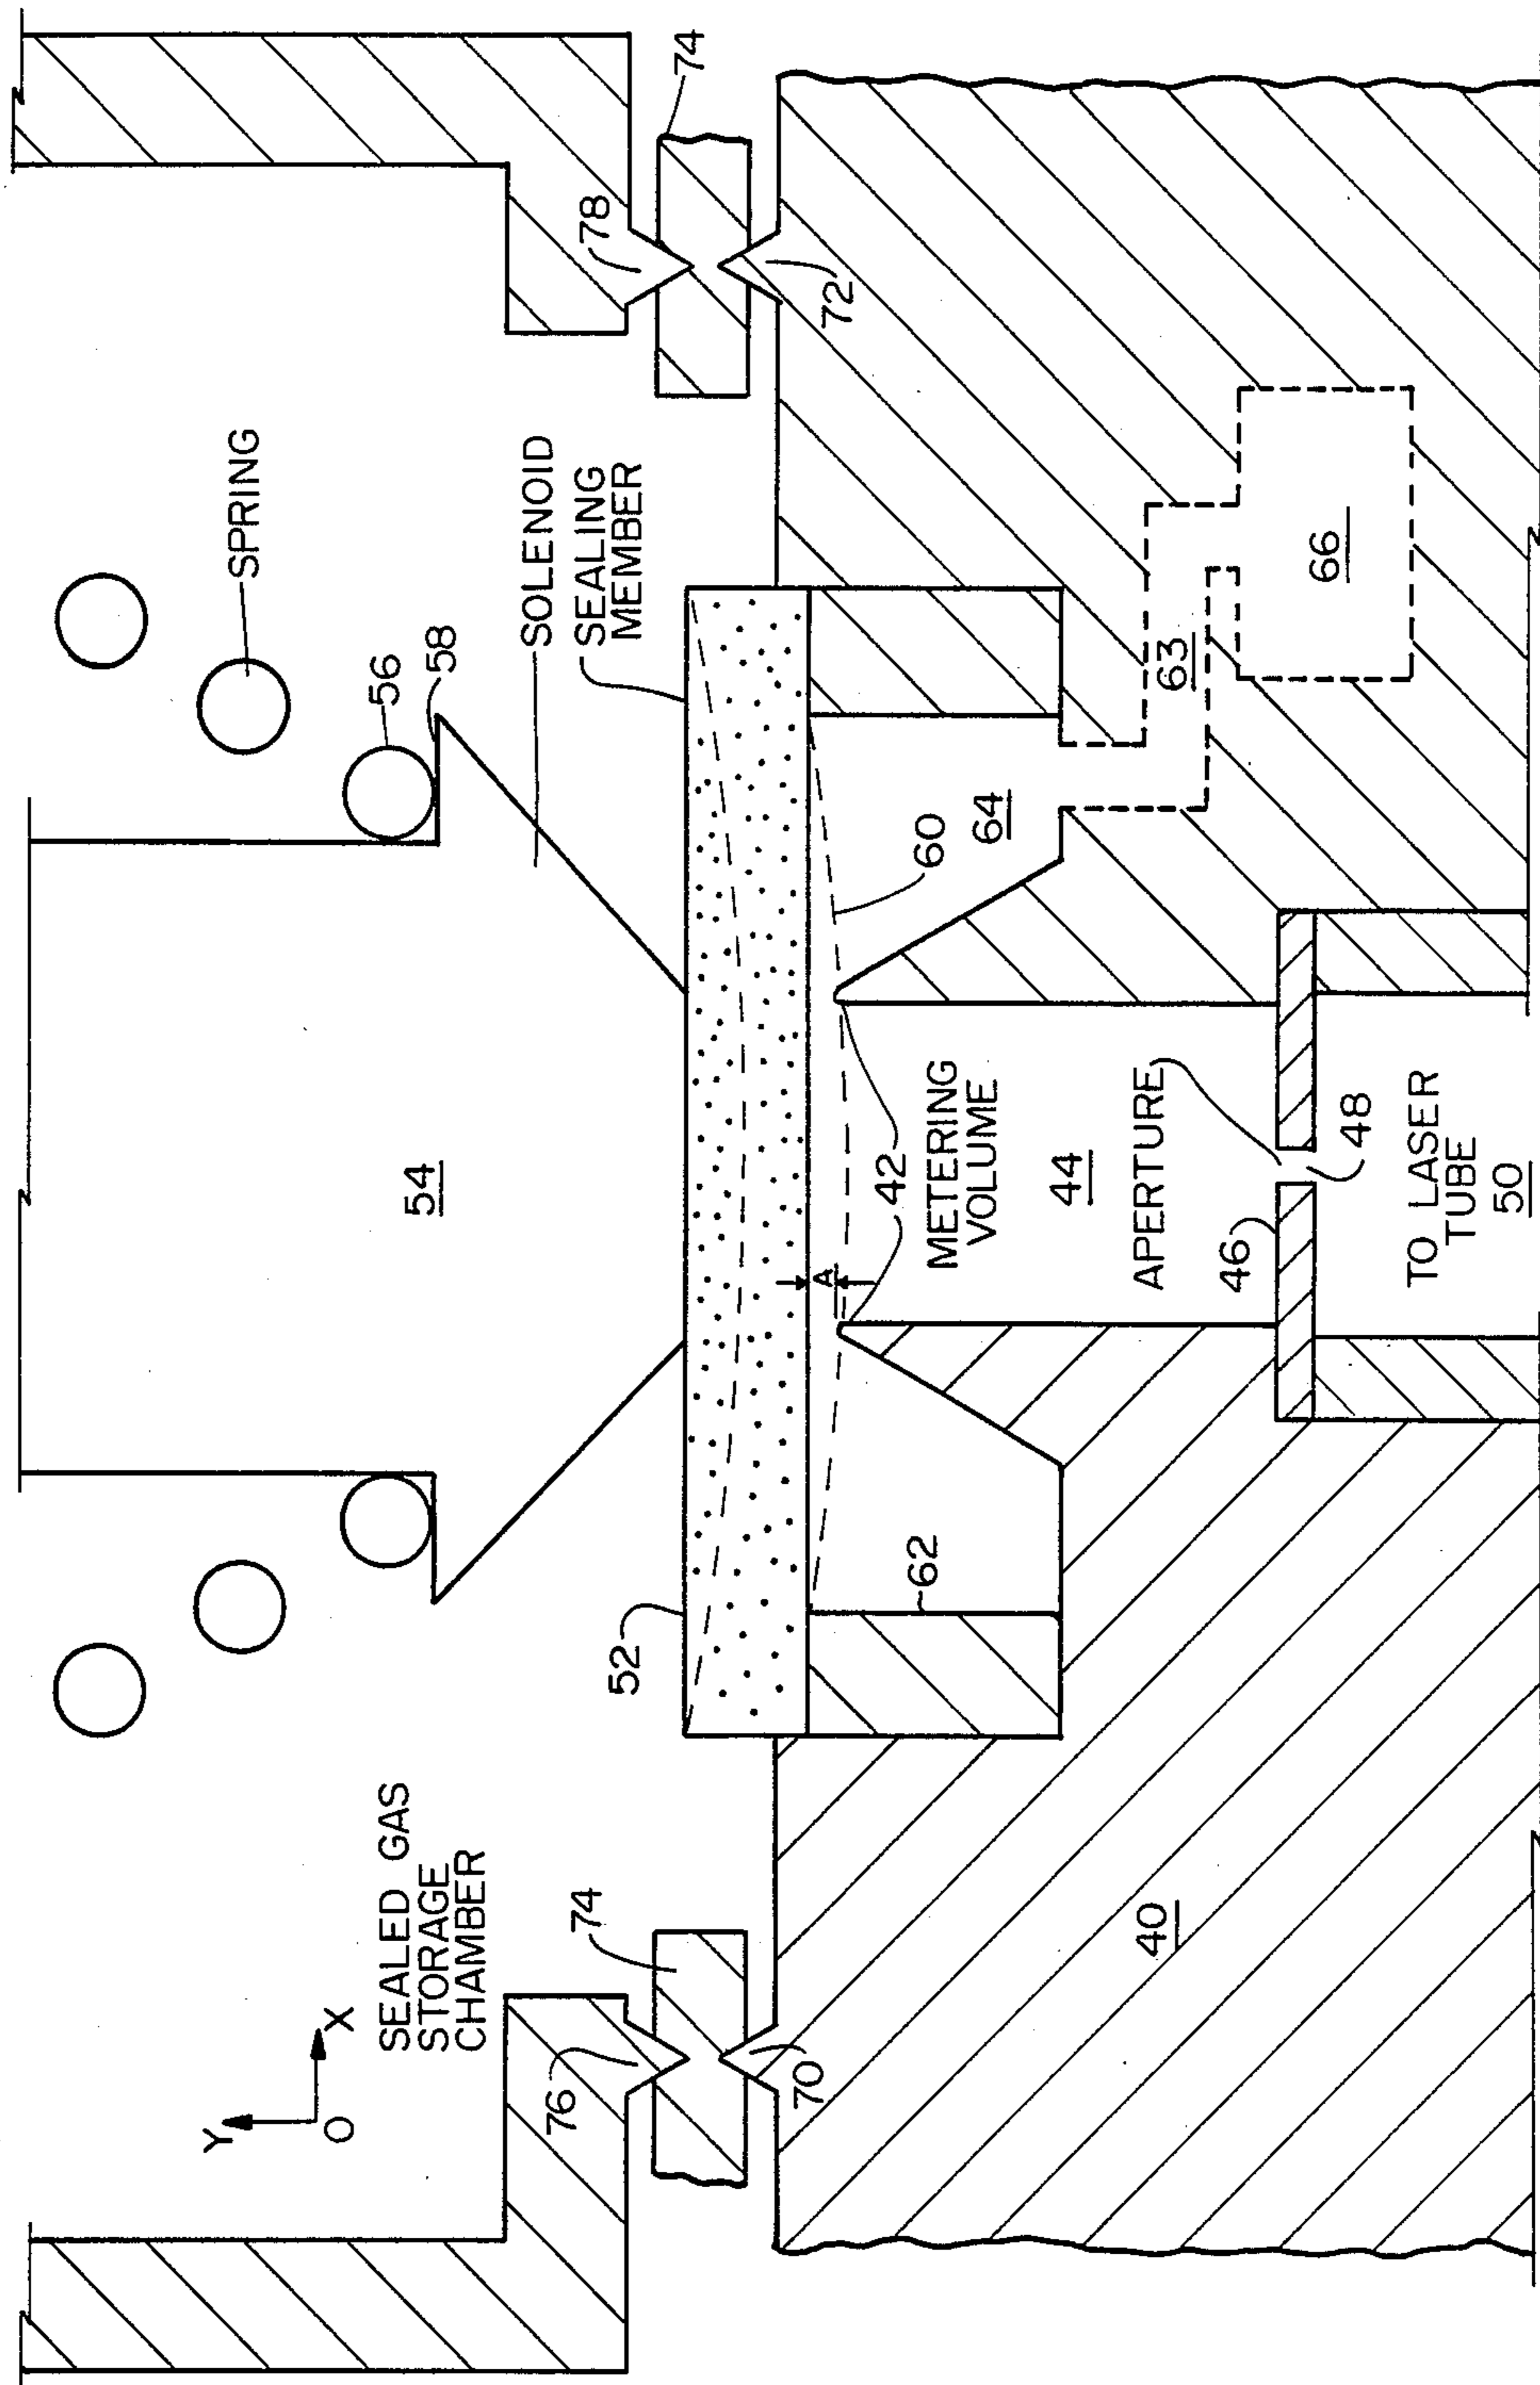 Y
X
O
SEALED GAS
STORAGE
CHAMBER
SPRING
56
58
54
SOLENOID
SEALING
MEMBER
74
78
72
74
76
70
52
A
60
62
64
42
METERING
VOLUME
44
63
66
APERTURE
46
48
40
TO LASER
TUBE
50